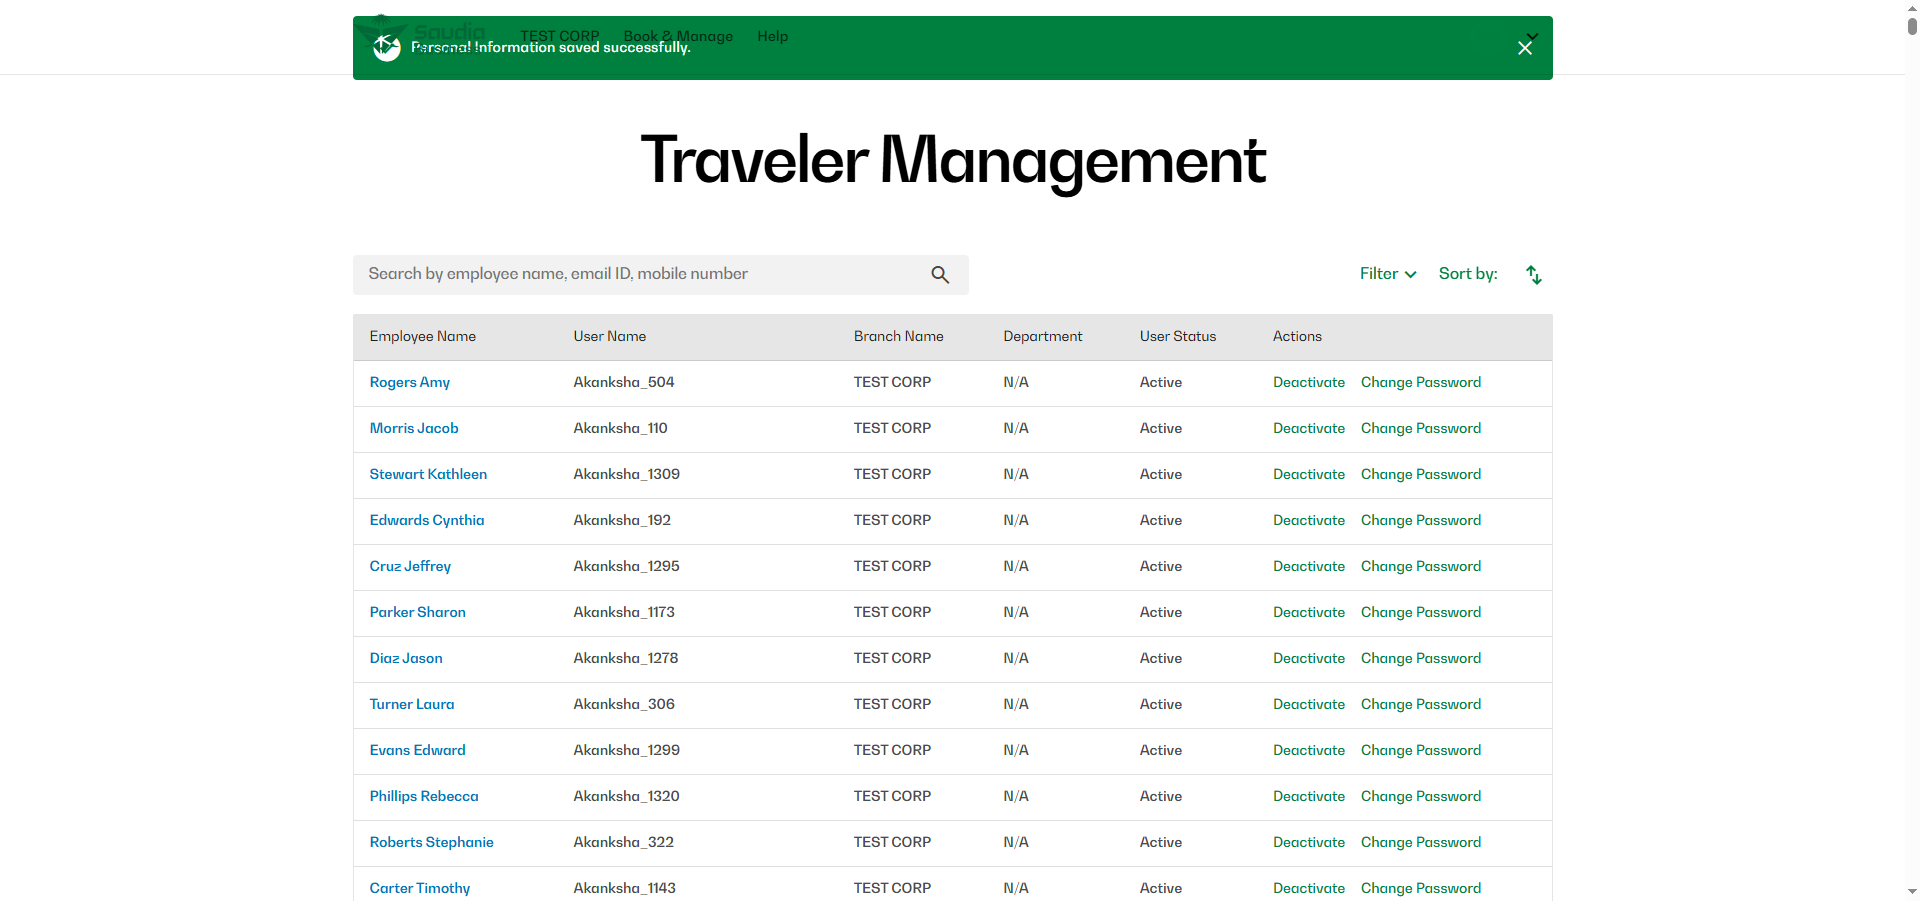 Saudia
TEST CORP Book & Manage Help
Personal Information saved successfully.
Traveler Management
Search by employee name, email ID, mobile number
Filter Sort by:
Employee Name User Name Branch Name Department User Status Actions
Rogers Amy Akanksha_504 TEST CORP N/A Active Deactivate Change Password
Morris Jacob Akanksha_110 TEST CORP N/A Active Deactivate Change Password
Stewart Kathleen Akanksha_1309 TEST CORP N/A Active Deactivate Change Password
Edwards Cynthia Akanksha_192 TEST CORP N/A Active Deactivate Change Password
Cruz Jeffrey Akanksha_1295 TEST CORP N/A Active Deactivate Change Password
Parker Sharon Akanksha_1173 TEST CORP N/A Active Deactivate Change Password
Diaz Jason Akanksha_1278 TEST CORP N/A Active Deactivate Change Password
Turner Laura Akanksha_306 TEST CORP N/A Active Deactivate Change Password
Evans Edward Akanksha_1299 TEST CORP N/A Active Deactivate Change Password
Phillips Rebecca Akanksha_1320 TEST CORP N/A Active Deactivate Change Password
Roberts Stephanie Akanksha_322 TEST CORP N/A Active Deactivate Change Password
Carter Timothy Akanksha_1143 TEST CORP N/A Active Deactivate Change Password